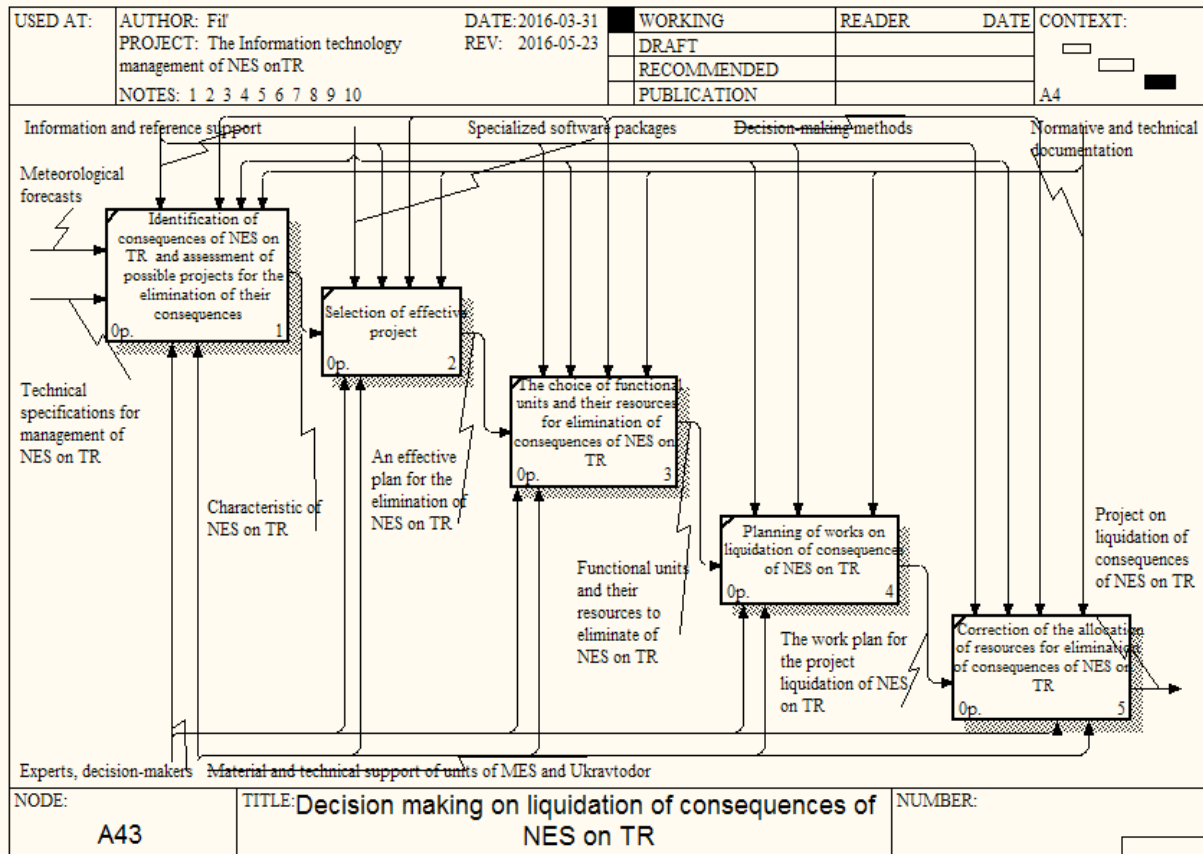 USED AT:
AUTHOR: Fil'
DATE:2016-03-31
PROJECT: The Information technology
REV: 2016-05-23
management of NES onTR
NOTES: 1 2 3 4 5 6 7 8 9 10
WORKING
READER
DATE
DRAFT
RECOMMENDED
PUBLICATION
CONTEXT:
A4
Information and reference support
Specialized software packages
Decision-making methods
Normative and technical
documentation
Meteorological
forecasts
Identification of
consequences of NES on
TR and assessment of
possible projects for the
elimination of their
consequences
0p.
1
Selection of effective
project
0p.
2
Technical
specifications for
management of
NES on TR
The choice of functional
units and their resources
for elimination of
consequences of NES on
TR
0p.
3
An effective
plan for the
elimination of
NES on TR
Characteristic of
NES on TR
Planning of works on
liquidation of consequences
of NES on TR
0p.
4
Project on
liquidation of
consequences
of NES on TR
Functional units
and their
resources to
eliminate of
NES on TR
Correction of the allocation
of resources for elimination
of consequences of NES on
TR
0p.
5
The work plan for
the project
liquidation of NES
on TR
Experts, decision-makers
Material and technical support of units of MES and Ukravtodor
NODE:
A43
TITLE:
Decision making on liquidation of consequences of
NES on TR
NUMBER: